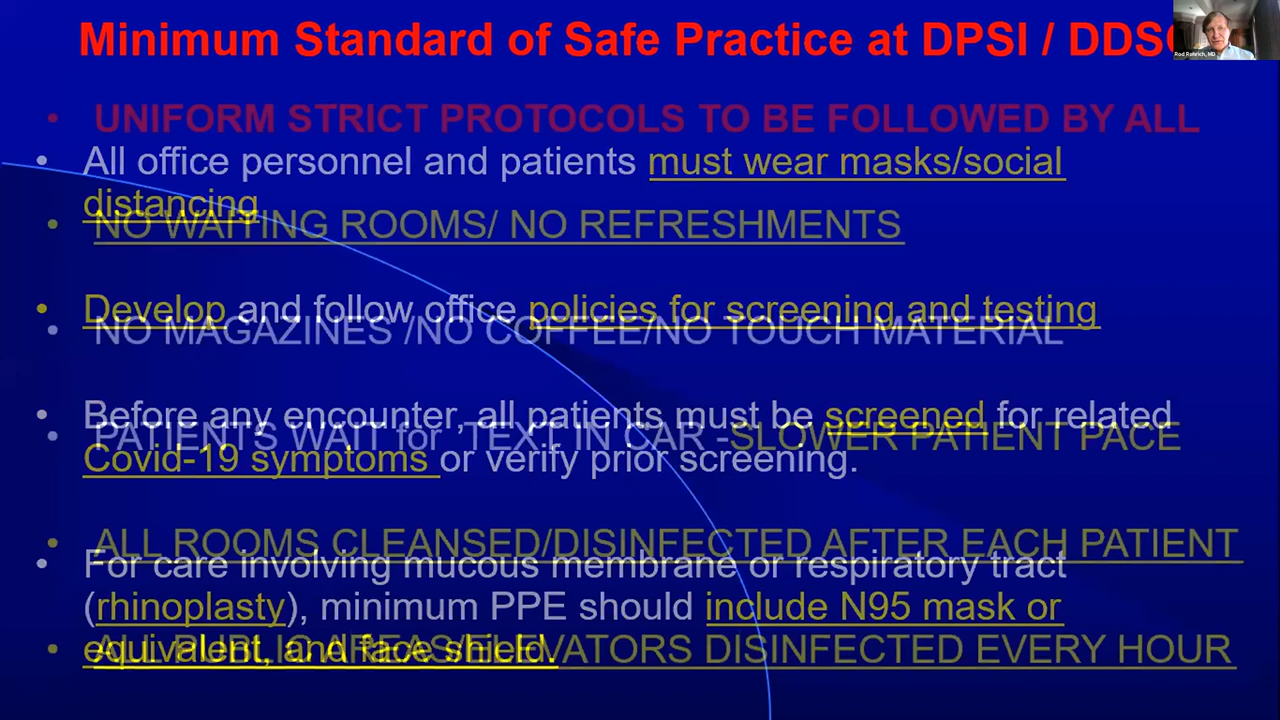 Minimum Standard of Safe Practice at DPSI / DDSC
Rod Rohrich, MD
• UNIFORM STRICT PROTOCOLS TO BE FOLLOWED BY ALL
• All office personnel and patients must wear masks/social
distancing
• NO WAITING ROOMS/ NO REFRESHMENTS
• Develop and follow office policies for screening and testing
• NO MAGAZINES /NO COFFEE/NO TOUCH MATERIAL
• Before any encounter, all patients must be screened for related
• PATIENTS WAIT for TEXT IN CAR -SLOWER PATIENT PACE
Covid-19 symptoms or verify prior screening.
• ALL ROOMS CLEANSED/DISINFECTED AFTER EACH PATIENT
• For care involving mucous membrane or respiratory tract
(rhinoplasty), minimum PPE should include N95 mask or
equivalent, and face shield.
• ALL PUBLIC AREAS/ELEVATORS DISINFECTED EVERY HOUR